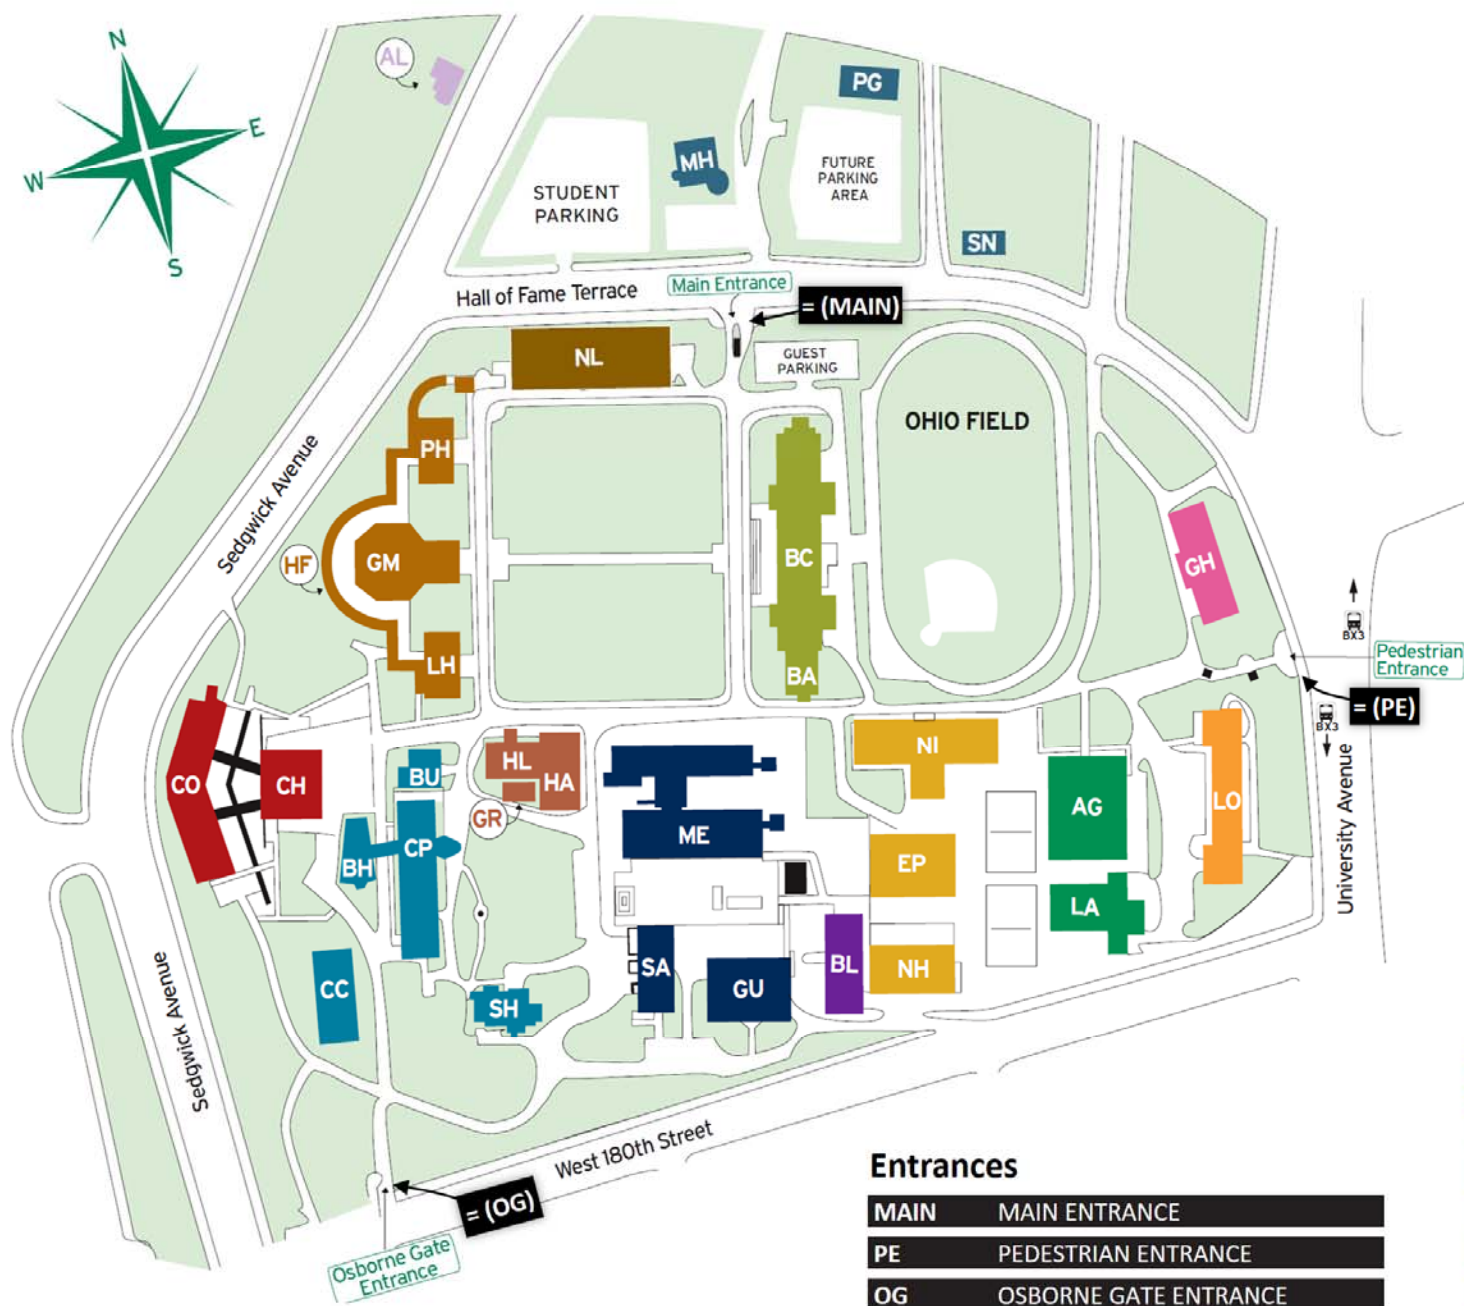 N
E
W
S
AL
PG
MH
FUTURE
PARKING
AREA
STUDENT
PARKING
SN
Main Entrance
Hall of Fame Terrace
= (MAIN)
NL
GUEST
PARKING
OHIO FIELD
PH
Sedgwick Avenue
HF
GM
BC
GH
BX3
LH
BA
Pedestrian
Entrance
= (PE)
BX3
CO
CH
BU
HL
HA
GR
NI
AG
LO
University Avenue
ME
BH
CP
EP
LA
CC
SH
SA
GU
BL
NH
Sedgwick Avenue
West 180th Street
= (OG)
Osborne Gate
Entrance
Entrances
MAIN MAIN ENTRANCE
PE PEDESTRIAN ENTRANCE
OG OSBORNE GATE ENTRANCE